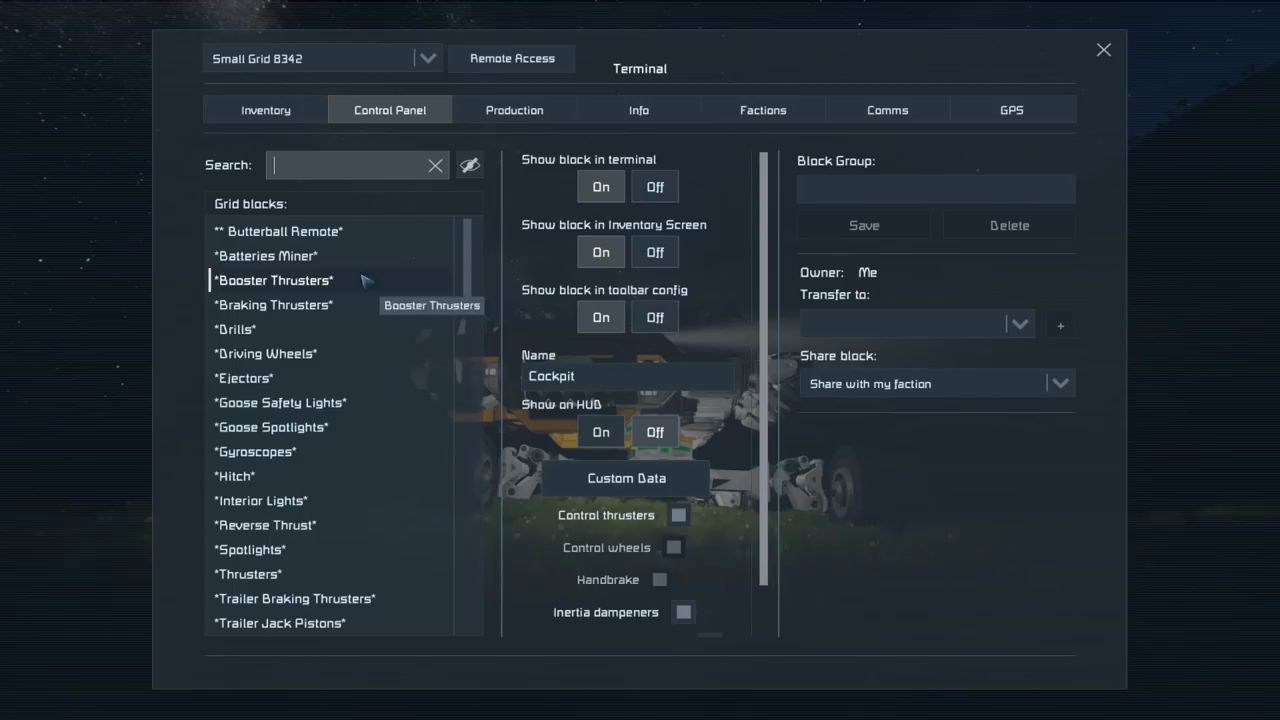 Small Grid 8342
Remote Access
Terminal
Inventory
Control Panel
Production
Info
Factions
Comms
GPS
Search:
Grid blocks:
** Butterball Remote*
*Batteries Miner*
*Booster Thrusters*
*Braking Thrusters*
Booster Thrusters
*Drills*
*Driving Wheels*
*Ejectors*
*Goose Safety Lights*
*Goose Spotlights*
*Gyroscopes*
*Hitch*
*Interior Lights*
*Reverse Thrust*
*Spotlights*
*Thrusters*
*Trailer Braking Thrusters*
*Trailer Jack Pistons*
Show block in terminal
On Off
Show block in Inventory Screen
On Off
Show block in toolbar config
On Off
Name
Cockpit
Show on HUD
On Off
Custom Data
Control thrusters
Control wheels
Handbrake
Inertia dampeners
Block Group:
Save Delete
Owner: Me
Transfer to:
+
Share block:
Share with my faction